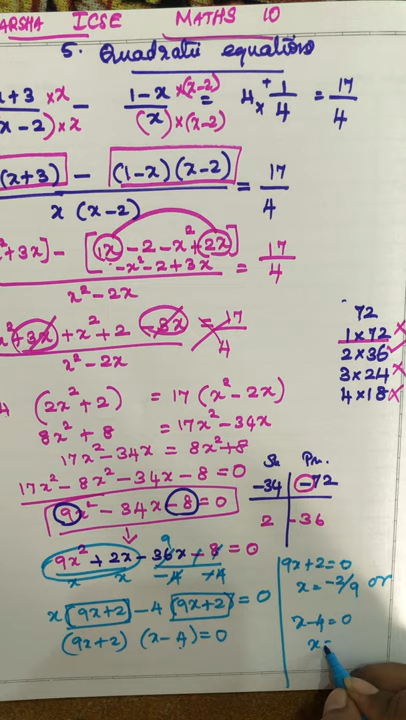 ARSHA ICSE MATHS 10
5. Quadratic equations
x+3 ×x / (x-2) ×x - 1-x ×(x-2) / (x) ×(x-2) = 4 × + 1/4 = 17/4
(x+3) - (1-x)(x-2) / x(x-2) = 17/4
x²+3x] - [1x - 2 - x² + 2x]
-x² - 2 + 3x
/ x² - 2x = 17/4
x² + 3x + x² + 2 - 3x / x² - 2x = 17/4
4 (2x² + 2) = 17 (x² - 2x)
8x² + 8 = 17x² - 34x
17x² - 34x = 8x² + 8
17x² - 8x² - 34x - 8 = 0
9x² - 34x - 8 = 0
9x² + 2x - 36x - 8 = 0
9
x x -4 -4
x [9x+2] - 4 [9x+2] = 0
(9x+2) (x-4) = 0
72
1×72 ×
2×36 ✓
3×24 ×
4×18 ×
Pr.
-34 | -72
2 | -36
9x+2=0
x = -2/9 or
x-4=0
x=